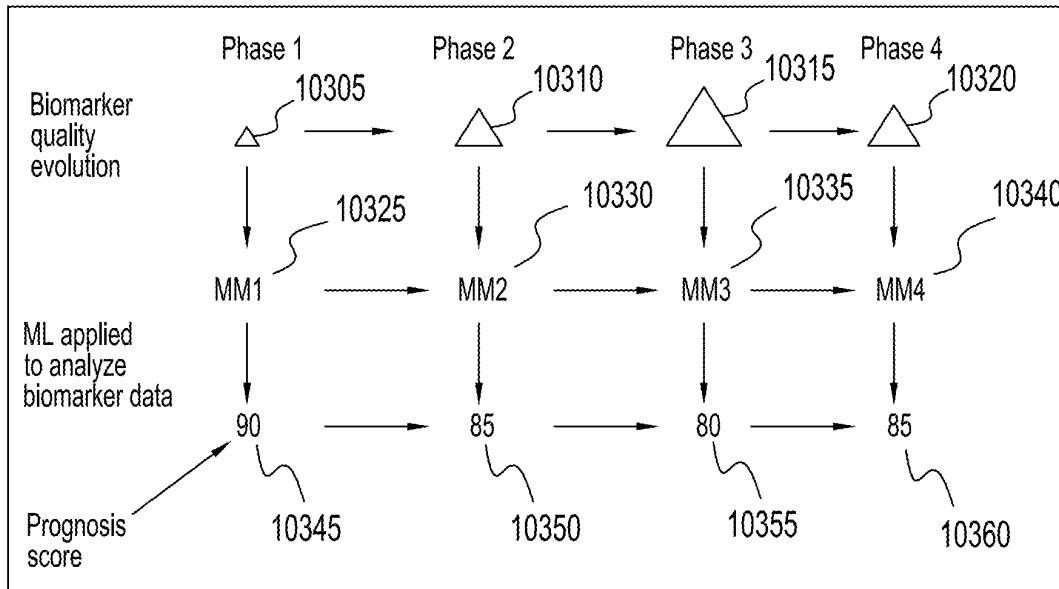 Phase 1
Phase 2
Phase 3
Phase 4
10305
10310
10315
10320
Biomarker
quality
evolution
10325
10330
10335
10340
MM1
MM2
MM3
MM4
ML applied
to analyze
biomarker data
90
85
80
85
Prognosis
score
10345
10350
10355
10360